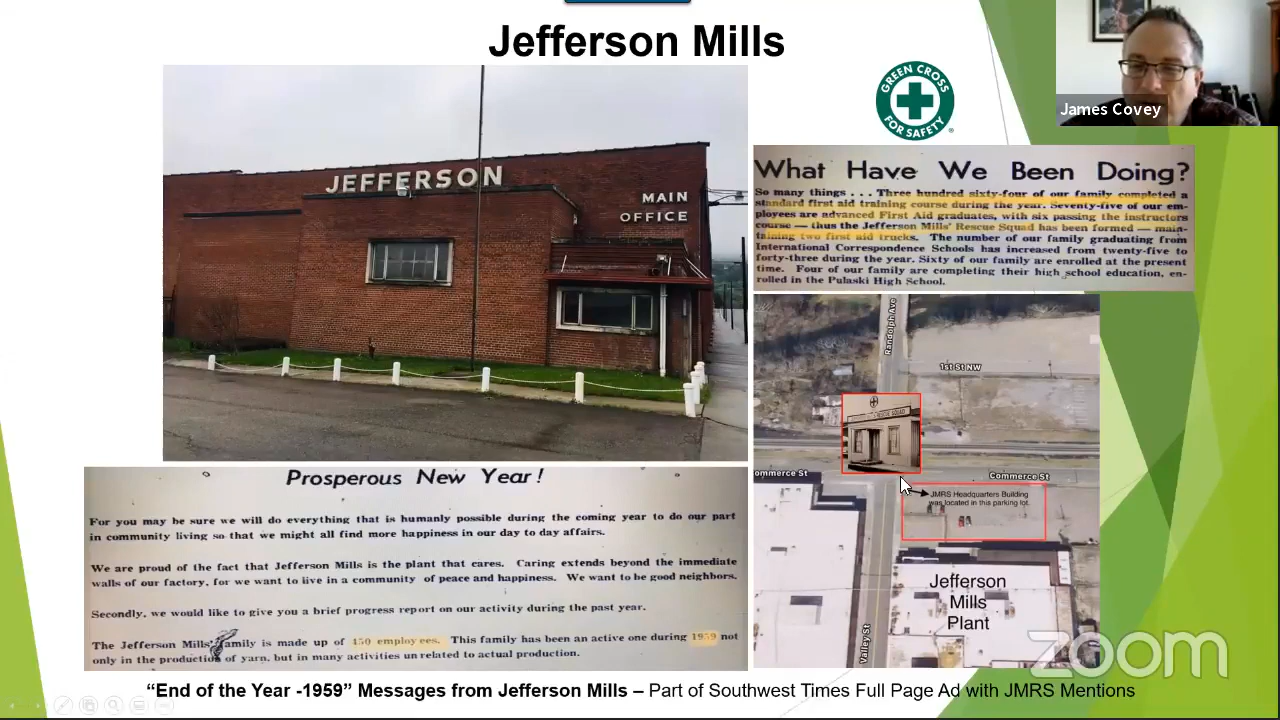 Jefferson Mills
GREEN CROSS
FOR SAFETY
James Covey
JEFFERSON
MAIN
OFFICE
What Have We Been Doing?
So many things . . . Three hundred sixty-four of our family completed a
standard first aid training course during the year. Seventy-five of our em-
ployees are advanced First Aid graduates, with six passing the instructors
course — thus the Jefferson Mills' Rescue Squad has been formed — main-
taining two first aid trucks. The number of our family graduating from
International Correspondence Schools has increased from twenty-five to
forty-three during the year. Sixty of our family are enrolled at the present
time. Four of our family are completing their high school education, en-
rolled in the Pulaski High School.
Randolph Ave
1st St NW
RESCUE SQUAD
ommerce St
Commerce St
JMRS Headquarters Building
was located in this parking lot.
Jefferson
Mills
Plant
Valley St
Prosperous New Year!
For you may be sure we will do everything that is humanly possible during the coming year to do our part
in community living so that we might all find more happiness in our day to day affairs.
We are proud of the fact that Jefferson Mills is the plant that cares. Caring extends beyond the immediate
walls of our factory, for we want to live in a community of peace and happiness. We want to be good neighbors.
Secondly, we would like to give you a brief progress report on our activity during the past year.
The Jefferson Mills' family is made up of 450 employees. This family has been an active one during 1959 not
only in the production of yarn, but in many activities unrelated to actual production.
zoom
“End of the Year -1959” Messages from Jefferson Mills – Part of Southwest Times Full Page Ad with JMRS Mentions